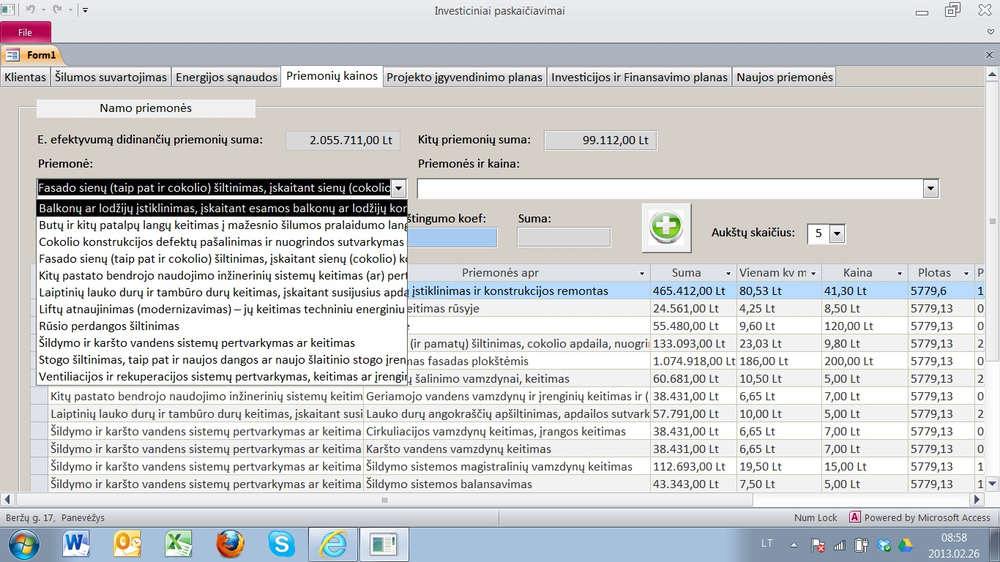 Investiciniai paskaičiavimai
File
Form1
Klientas Šilumos suvartojimas Energijos sąnaudos Priemonių kainos Projekto įgyvendinimo planas Investicijos ir Finansavimo planas Naujos priemonės
Namo priemonės
E. efektyvumą didinančių priemonių suma: 2.055.711,00 Lt Kitų priemonių suma: 99.112,00 Lt
Priemonė: Priemonės ir kaina:
Fasado sienų (taip pat ir cokolio) šiltinimas, įskaitant sienų (cokolio
Balkonų ar lodžijų įstiklinimas, įskaitant esamos balkonų ar lodžijų kon
Butų ir kitų patalpų langų keitimas į mažesnio šilumos pralaidumo lang
Cokolio konstrukcijos defektų pašalinimas ir nuogrindos sutvarkymas
Fasado sienų (taip pat ir cokolio) šiltinimas, įskaitant sienų (cokolio) ko
Kitų pastato bendrojo naudojimo inžinerinių sistemų keitimas (ar) pert
Laiptinių lauko durų ir tambūro durų keitimas, įskaitant susijusius apda
Liftų atnaujinimas (modernizavimas) – jų keitimas techniniu energiniu
Rūsio perdangos šiltinimas
Šildymo ir karšto vandens sistemų pertvarkymas ar keitimas
Stogo šiltinimas, taip pat ir naujos dangos ar naujo šlaitinio stogo įren
Ventiliacijos ir rekuperacijos sistemų pertvarkymas, keitimas ar įrengin
štingumo koef: Suma: Aukštų skaičius: 5
Priemonės apr Suma Vienam kv m Kaina Plotas P
įstiklinimas ir konstrukcijos remontas 465.412,00 Lt 80,53 Lt 41,30 Lt 5779,6 1
eitimas rūsyje 24.561,00 Lt 4,25 Lt 8,50 Lt 5779,13 0
e 55.480,00 Lt 9,60 Lt 120,00 Lt 5779,13 0
(ir pamatų) šiltinimas, cokolio apdaila, nuogrin 133.093,00 Lt 23,03 Lt 9,80 Lt 5779,13 2
mas fasadas plokštėmis 1.074.918,00 Lt 186,00 Lt 200,00 Lt 5779,13 0
ų šalinimo vamzdynai, keitimas 60.681,00 Lt 10,50 Lt 5,00 Lt 5779,13 2
Kitų pastato bendrojo naudojimo inžinerinių sistemų keitim Geriamojo vandens vamzdynų ir įrenginių keitimas ir ( 38.431,00 Lt 6,65 Lt 7,00 Lt 5779,13 0
Laiptinių lauko durų ir tambūro durų keitimas, įskaitant susi Lauko durų angokraščių apšiltinimas, apdailos sutvark 57.791,00 Lt 10,00 Lt 5,00 Lt 5779,13 2
Šildymo ir karšto vandens sistemų pertvarkymas ar keitima Cirkuliacijos vamzdynų keitimas, įrangos keitimas 38.431,00 Lt 6,65 Lt 7,00 Lt 5779,13 0
Šildymo ir karšto vandens sistemų pertvarkymas ar keitima Karšto vandens vamzdynų keitimas 38.431,00 Lt 6,65 Lt 7,00 Lt 5779,13 0
Šildymo ir karšto vandens sistemų pertvarkymas ar keitima Šildymo sistemos magistralinių vamzdynų keitimas 112.693,00 Lt 19,50 Lt 15,00 Lt 5779,13 1
Šildymo ir karšto vandens sistemų pertvarkymas ar keitima Šildymo sistemos balansavimas 43.343,00 Lt 7,50 Lt 5,00 Lt 5779,13 1
Beržų g. 17, Panevėžys Num Lock Powered by Microsoft Access
LT 08:58
2013.02.26